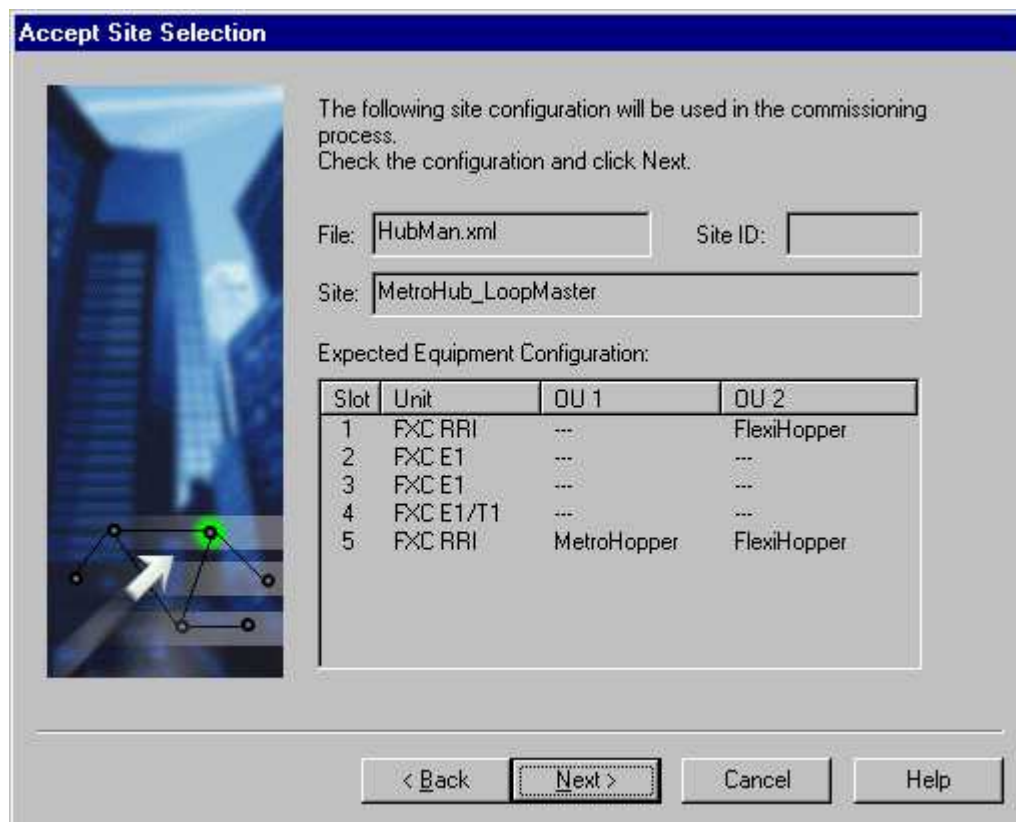 Accept Site Selection
The following site configuration will be used in the commissioning
process.
Check the configuration and click Next.
File: HubMan.xml Site ID:
Site: MetroHub_LoopMaster
Expected Equipment Configuration:
Slot Unit OU 1 OU 2
1 FXC RRI --- FlexiHopper
2 FXC E1 --- ---
3 FXC E1 --- ---
4 FXC E1/T1 --- ---
5 FXC RRI MetroHopper FlexiHopper
< Back Next > Cancel Help